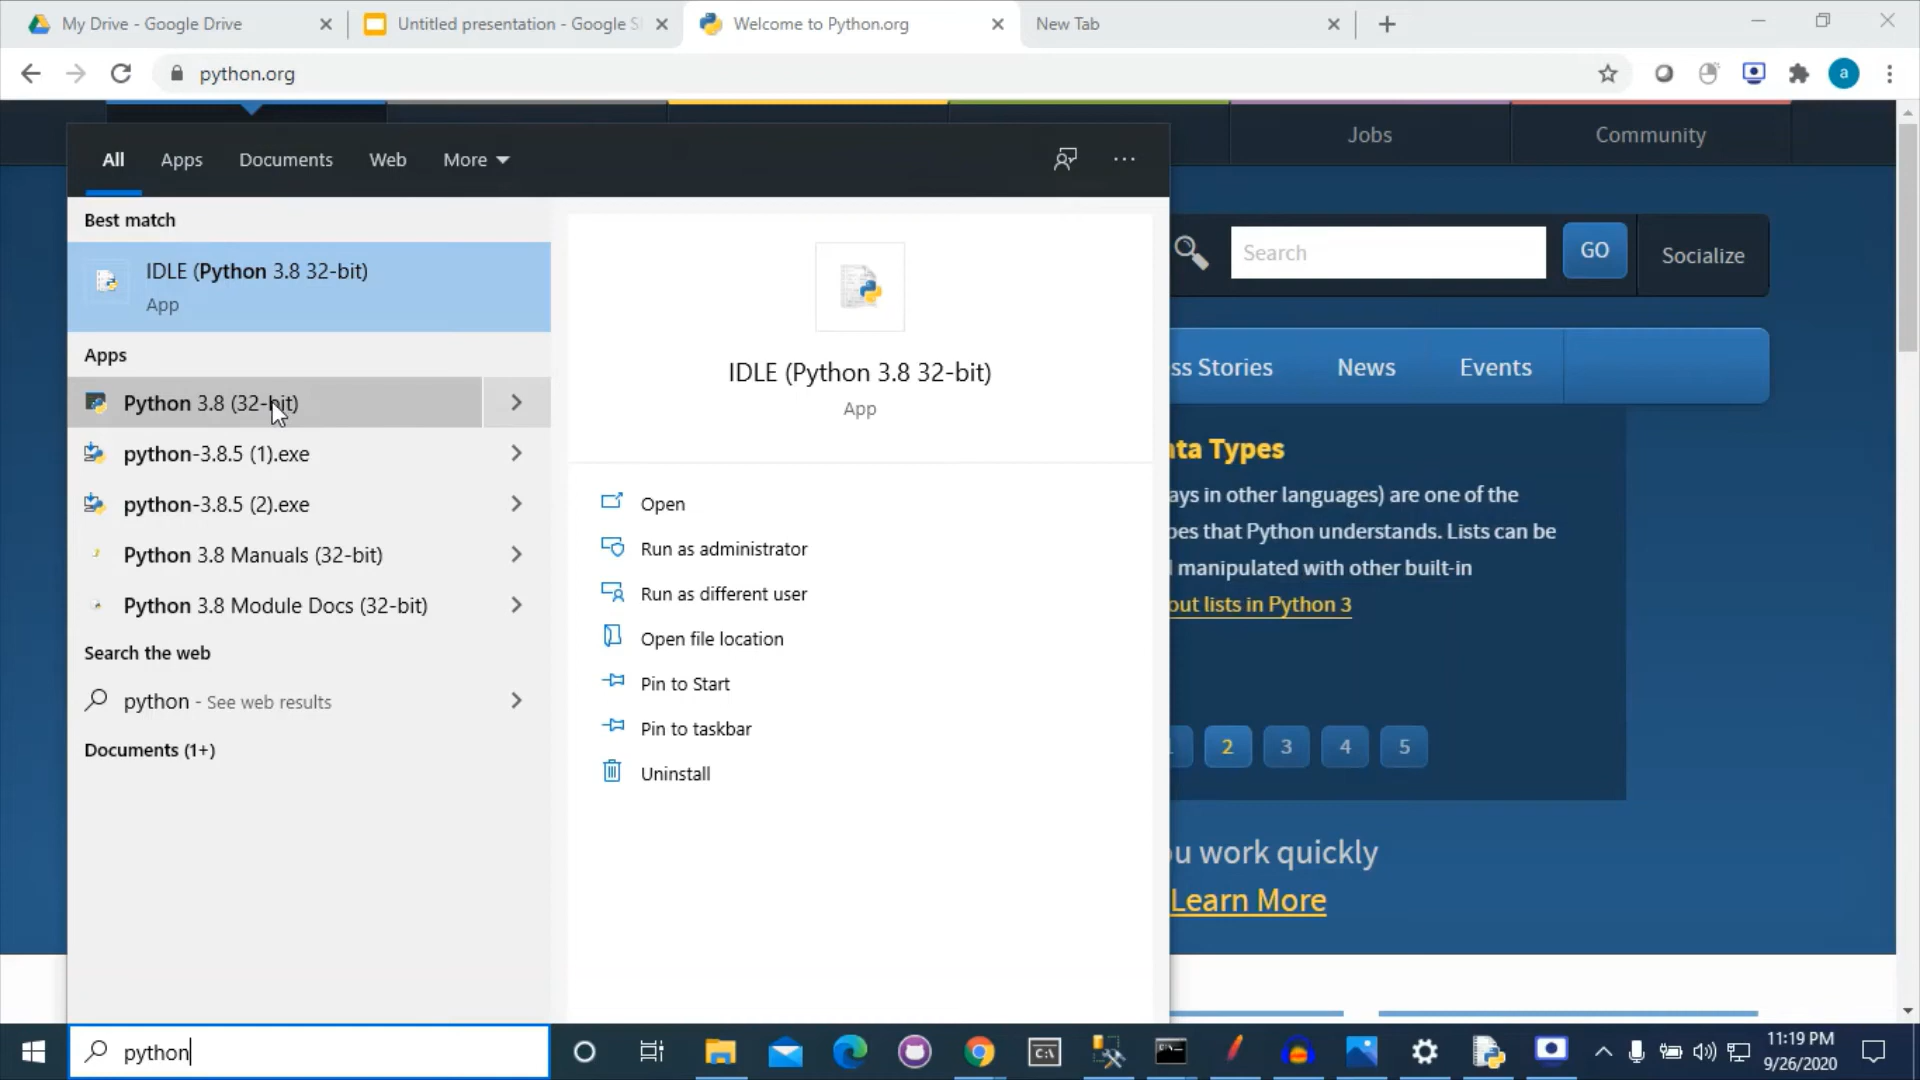 My Drive - Google Drive
Untitled presentation - Google S
Welcome to Python.org
New Tab
python.org
a
Jobs
Community
All
Apps
Documents
Web
More
Best match
IDLE (Python 3.8 32-bit)
App
Apps
Python 3.8 (32-bit)
python-3.8.5 (1).exe
python-3.8.5 (2).exe
Python 3.8 Manuals (32-bit)
Python 3.8 Module Docs (32-bit)
Search the web
python - See web results
Documents (1+)
IDLE (Python 3.8 32-bit)
App
Open
Run as administrator
Run as different user
Open file location
Pin to Start
Pin to taskbar
Uninstall
Search
GO
Socialize
ss Stories
News
Events
ata Types
ays in other languages) are one of the
pes that Python understands. Lists can be
manipulated with other built-in
out lists in Python 3
2
3
4
5
ou work quickly
Learn More
python
C:\
11:19 PM
9/26/2020